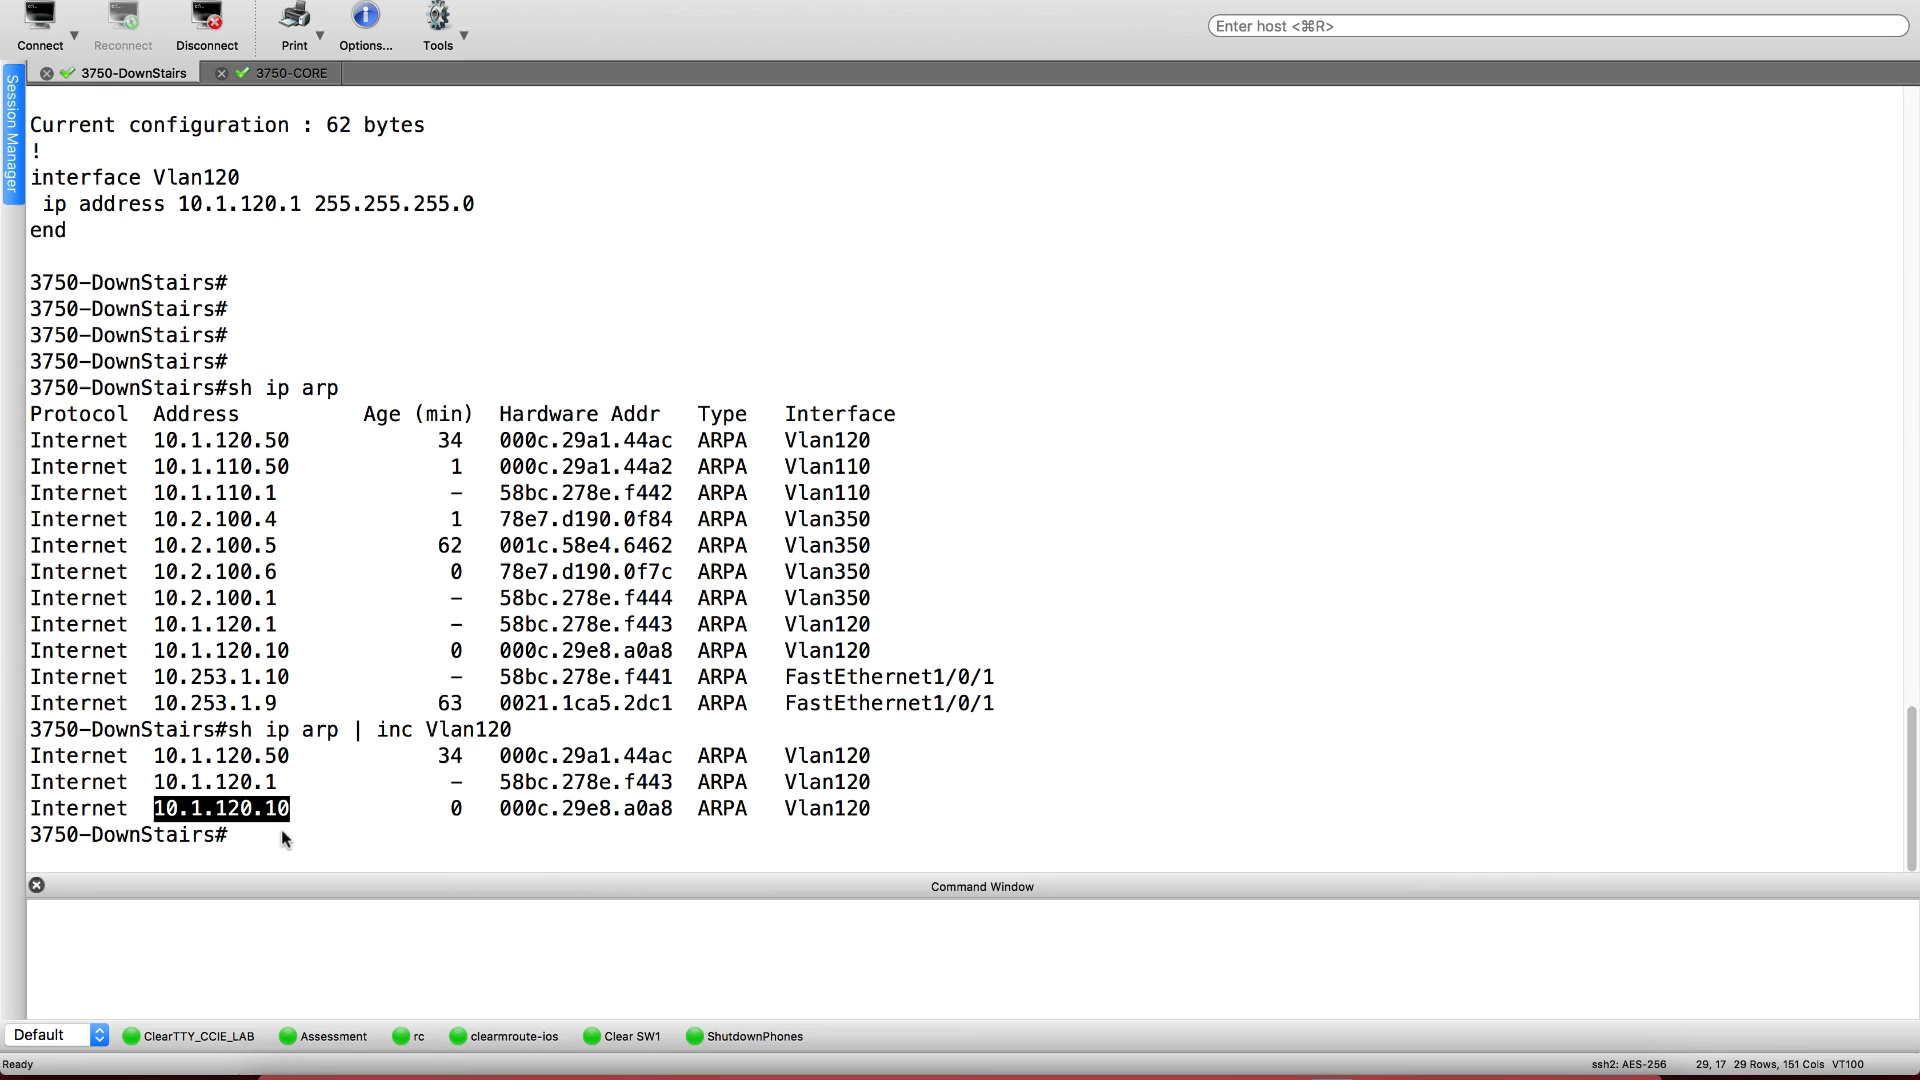 Connect
Reconnect
Disconnect
Print
Options...
Tools
Enter host <⌘R>
3750-DownStairs
3750-CORE
Session Manager
Current configuration : 62 bytes
!
interface Vlan120
 ip address 10.1.120.1 255.255.255.0
end
3750-DownStairs#
3750-DownStairs#
3750-DownStairs#
3750-DownStairs#
3750-DownStairs#sh ip arp
Protocol  Address          Age (min)  Hardware Addr   Type   Interface
Internet  10.1.120.50            34   000c.29a1.44ac  ARPA   Vlan120
Internet  10.1.110.50             1   000c.29a1.44a2  ARPA   Vlan110
Internet  10.1.110.1              -   58bc.278e.f442  ARPA   Vlan110
Internet  10.2.100.4              1   78e7.d190.0f84  ARPA   Vlan350
Internet  10.2.100.5             62   001c.58e4.6462  ARPA   Vlan350
Internet  10.2.100.6              0   78e7.d190.0f7c  ARPA   Vlan350
Internet  10.2.100.1              -   58bc.278e.f444  ARPA   Vlan350
Internet  10.1.120.1              -   58bc.278e.f443  ARPA   Vlan120
Internet  10.1.120.10             0   000c.29e8.a0a8  ARPA   Vlan120
Internet  10.253.1.10             -   58bc.278e.f441  ARPA   FastEthernet1/0/1
Internet  10.253.1.9             63   0021.1ca5.2dc1  ARPA   FastEthernet1/0/1
3750-DownStairs#sh ip arp | inc Vlan120
Internet  10.1.120.50            34   000c.29a1.44ac  ARPA   Vlan120
Internet  10.1.120.1              -   58bc.278e.f443  ARPA   Vlan120
Internet  10.1.120.10             0   000c.29e8.a0a8  ARPA   Vlan120
3750-DownStairs#
Command Window
Default
ClearTTY_CCIE_LAB
Assessment
rc
clearmroute-ios
Clear SW1
ShutdownPhones
Ready
ssh2: AES-256
29, 17
29 Rows, 151 Cols
VT100